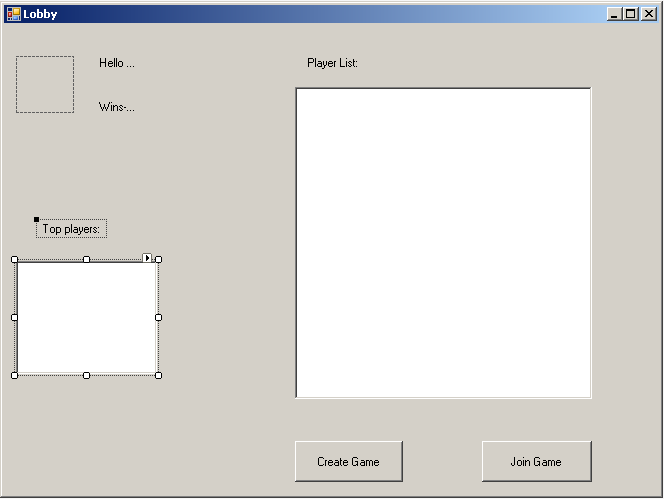 Lobby
Hello ...
Player List:
Wins-...
Top players:
Create Game
Join Game